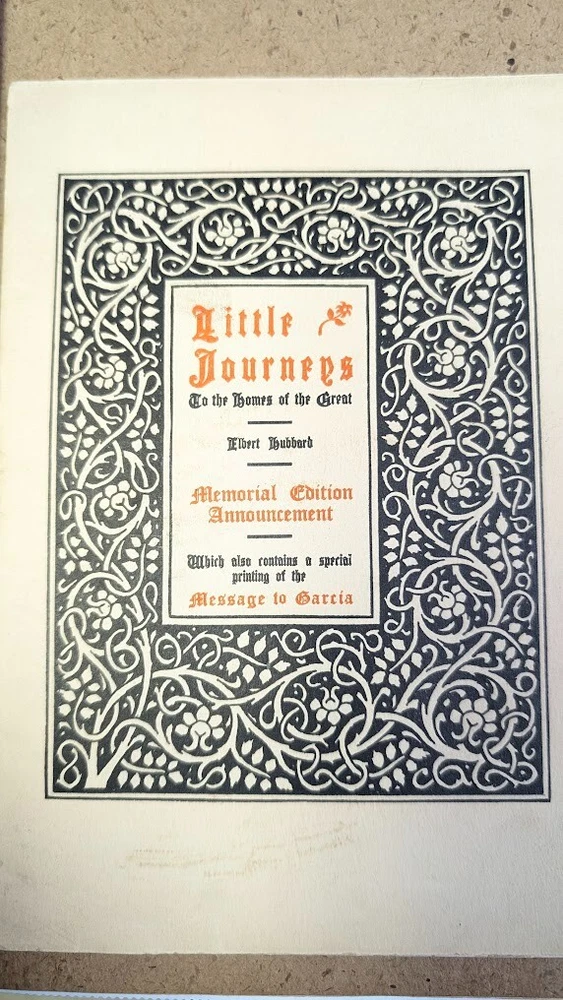 Little
Journeys
To the Homes of the Great
Elbert Hubbard
Memorial Edition
Announcement
Which also contains a special
printing of the
Message to Garcia